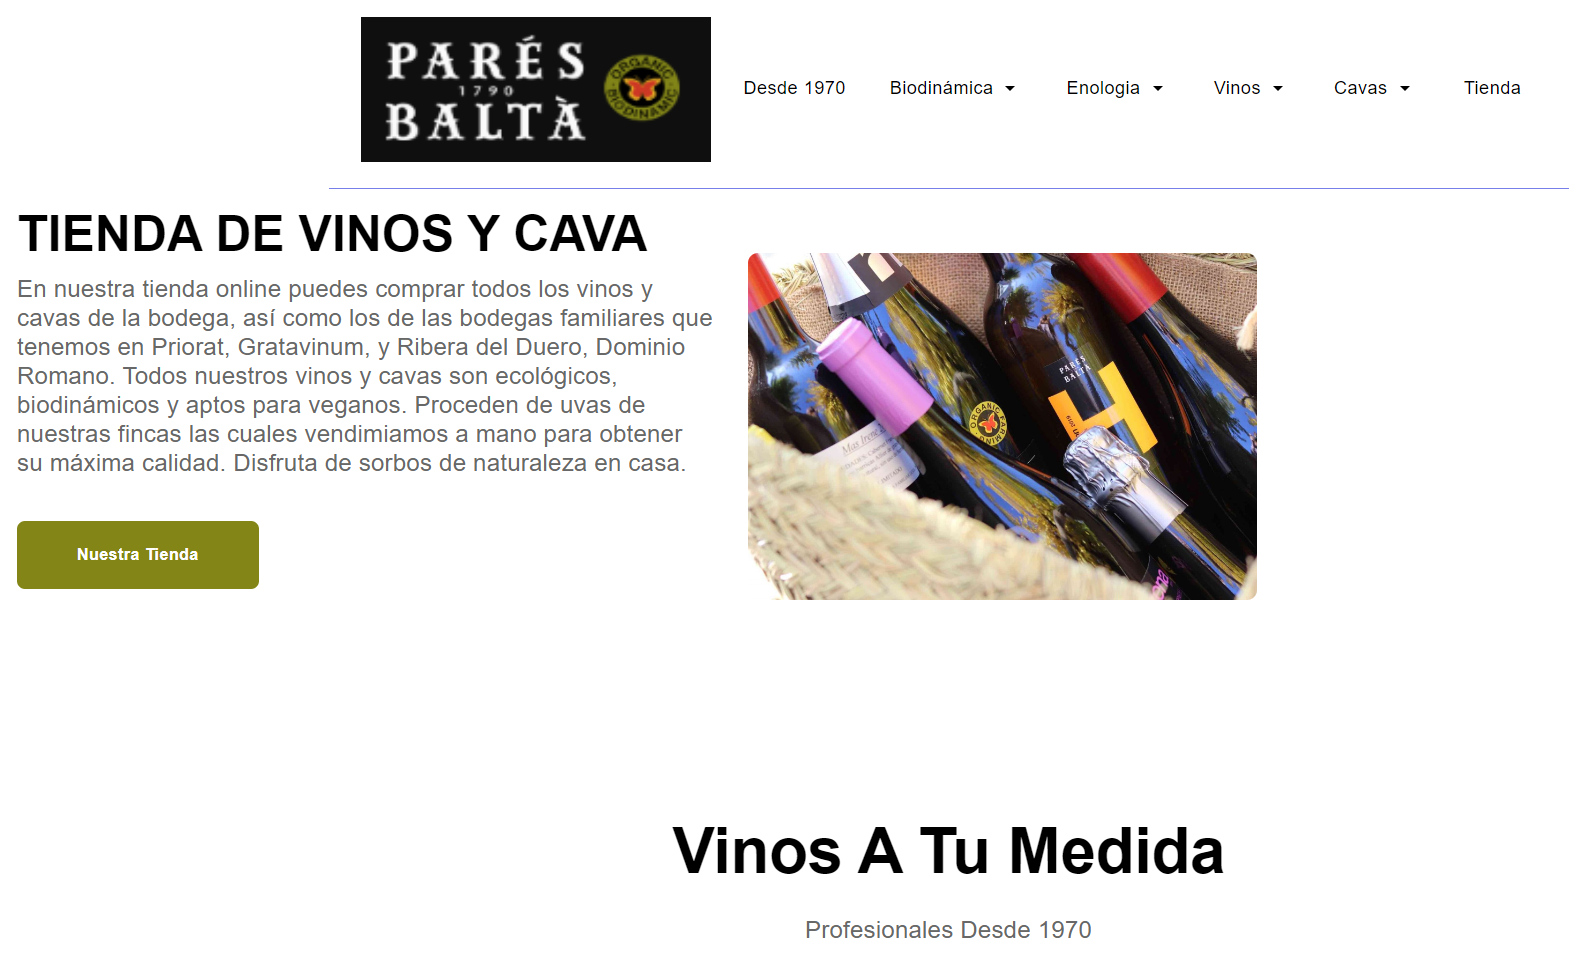 PARÉS
1790
BALTÀ
ORGANIC
BIODINAMIC
Desde 1970
Biodinámica
Enologia
Vinos
Cavas
Tienda
TIENDA DE VINOS Y CAVA
En nuestra tienda online puedes comprar todos los vinos y
cavas de la bodega, así como los de las bodegas familiares que
tenemos en Priorat, Gratavinum, y Ribera del Duero, Dominio
Romano. Todos nuestros vinos y cavas son ecológicos,
biodinámicos y aptos para veganos. Proceden de uvas de
nuestras fincas las cuales vendimiamos a mano para obtener
su máxima calidad. Disfruta de sorbos de naturaleza en casa.
Nuestra Tienda
PARÉS
BALTÀ
ORGANIC FARMING
Mas Irene
Vinos A Tu Medida
Profesionales Desde 1970